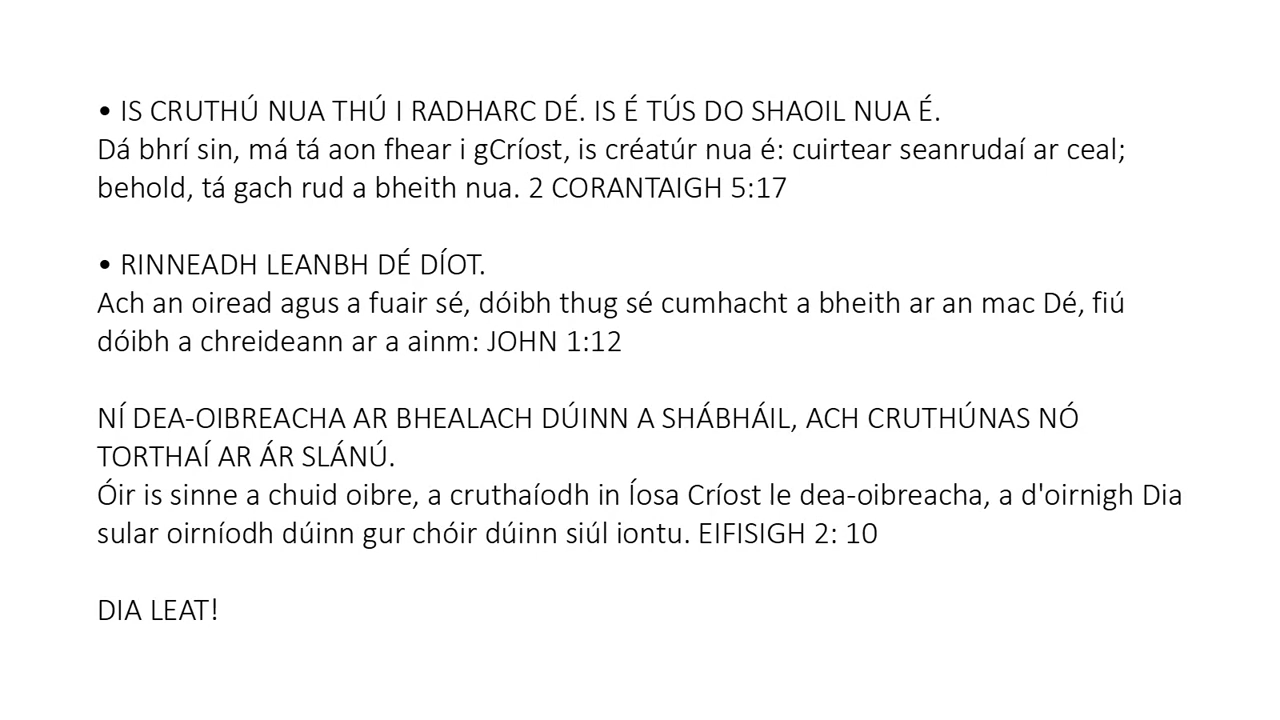 • IS CRUTHÚ NUA THÚ I RADHARC DÉ. IS É TÚS DO SHAOIL NUA É.
Dá bhrí sin, má tá aon fhear i gCríost, is créatúr nua é: cuirtear seanrudaí ar ceal;
behold, tá gach rud a bheith nua. 2 CORANTAIGH 5:17
• RINNEADH LEANBH DÉ DÍOT.
Ach an oiread agus a fuair sé, dóibh thug sé cumhacht a bheith ar an mac Dé, fiú
dóibh a chreideann ar a ainm: JOHN 1:12
NÍ DEA-OIBREACHA AR BHEALACH DÚINN A SHÁBHÁIL, ACH CRUTHÚNAS NÓ
TORTHAÍ AR ÁR SLÁNÚ.
Óir is sinne a chuid oibre, a cruthaíodh in Íosa Críost le dea-oibreacha, a d'oirnigh Dia
sular oirníodh dúinn gur chóir dúinn siúl iontu. EIFISIGH 2: 10
DIA LEAT!